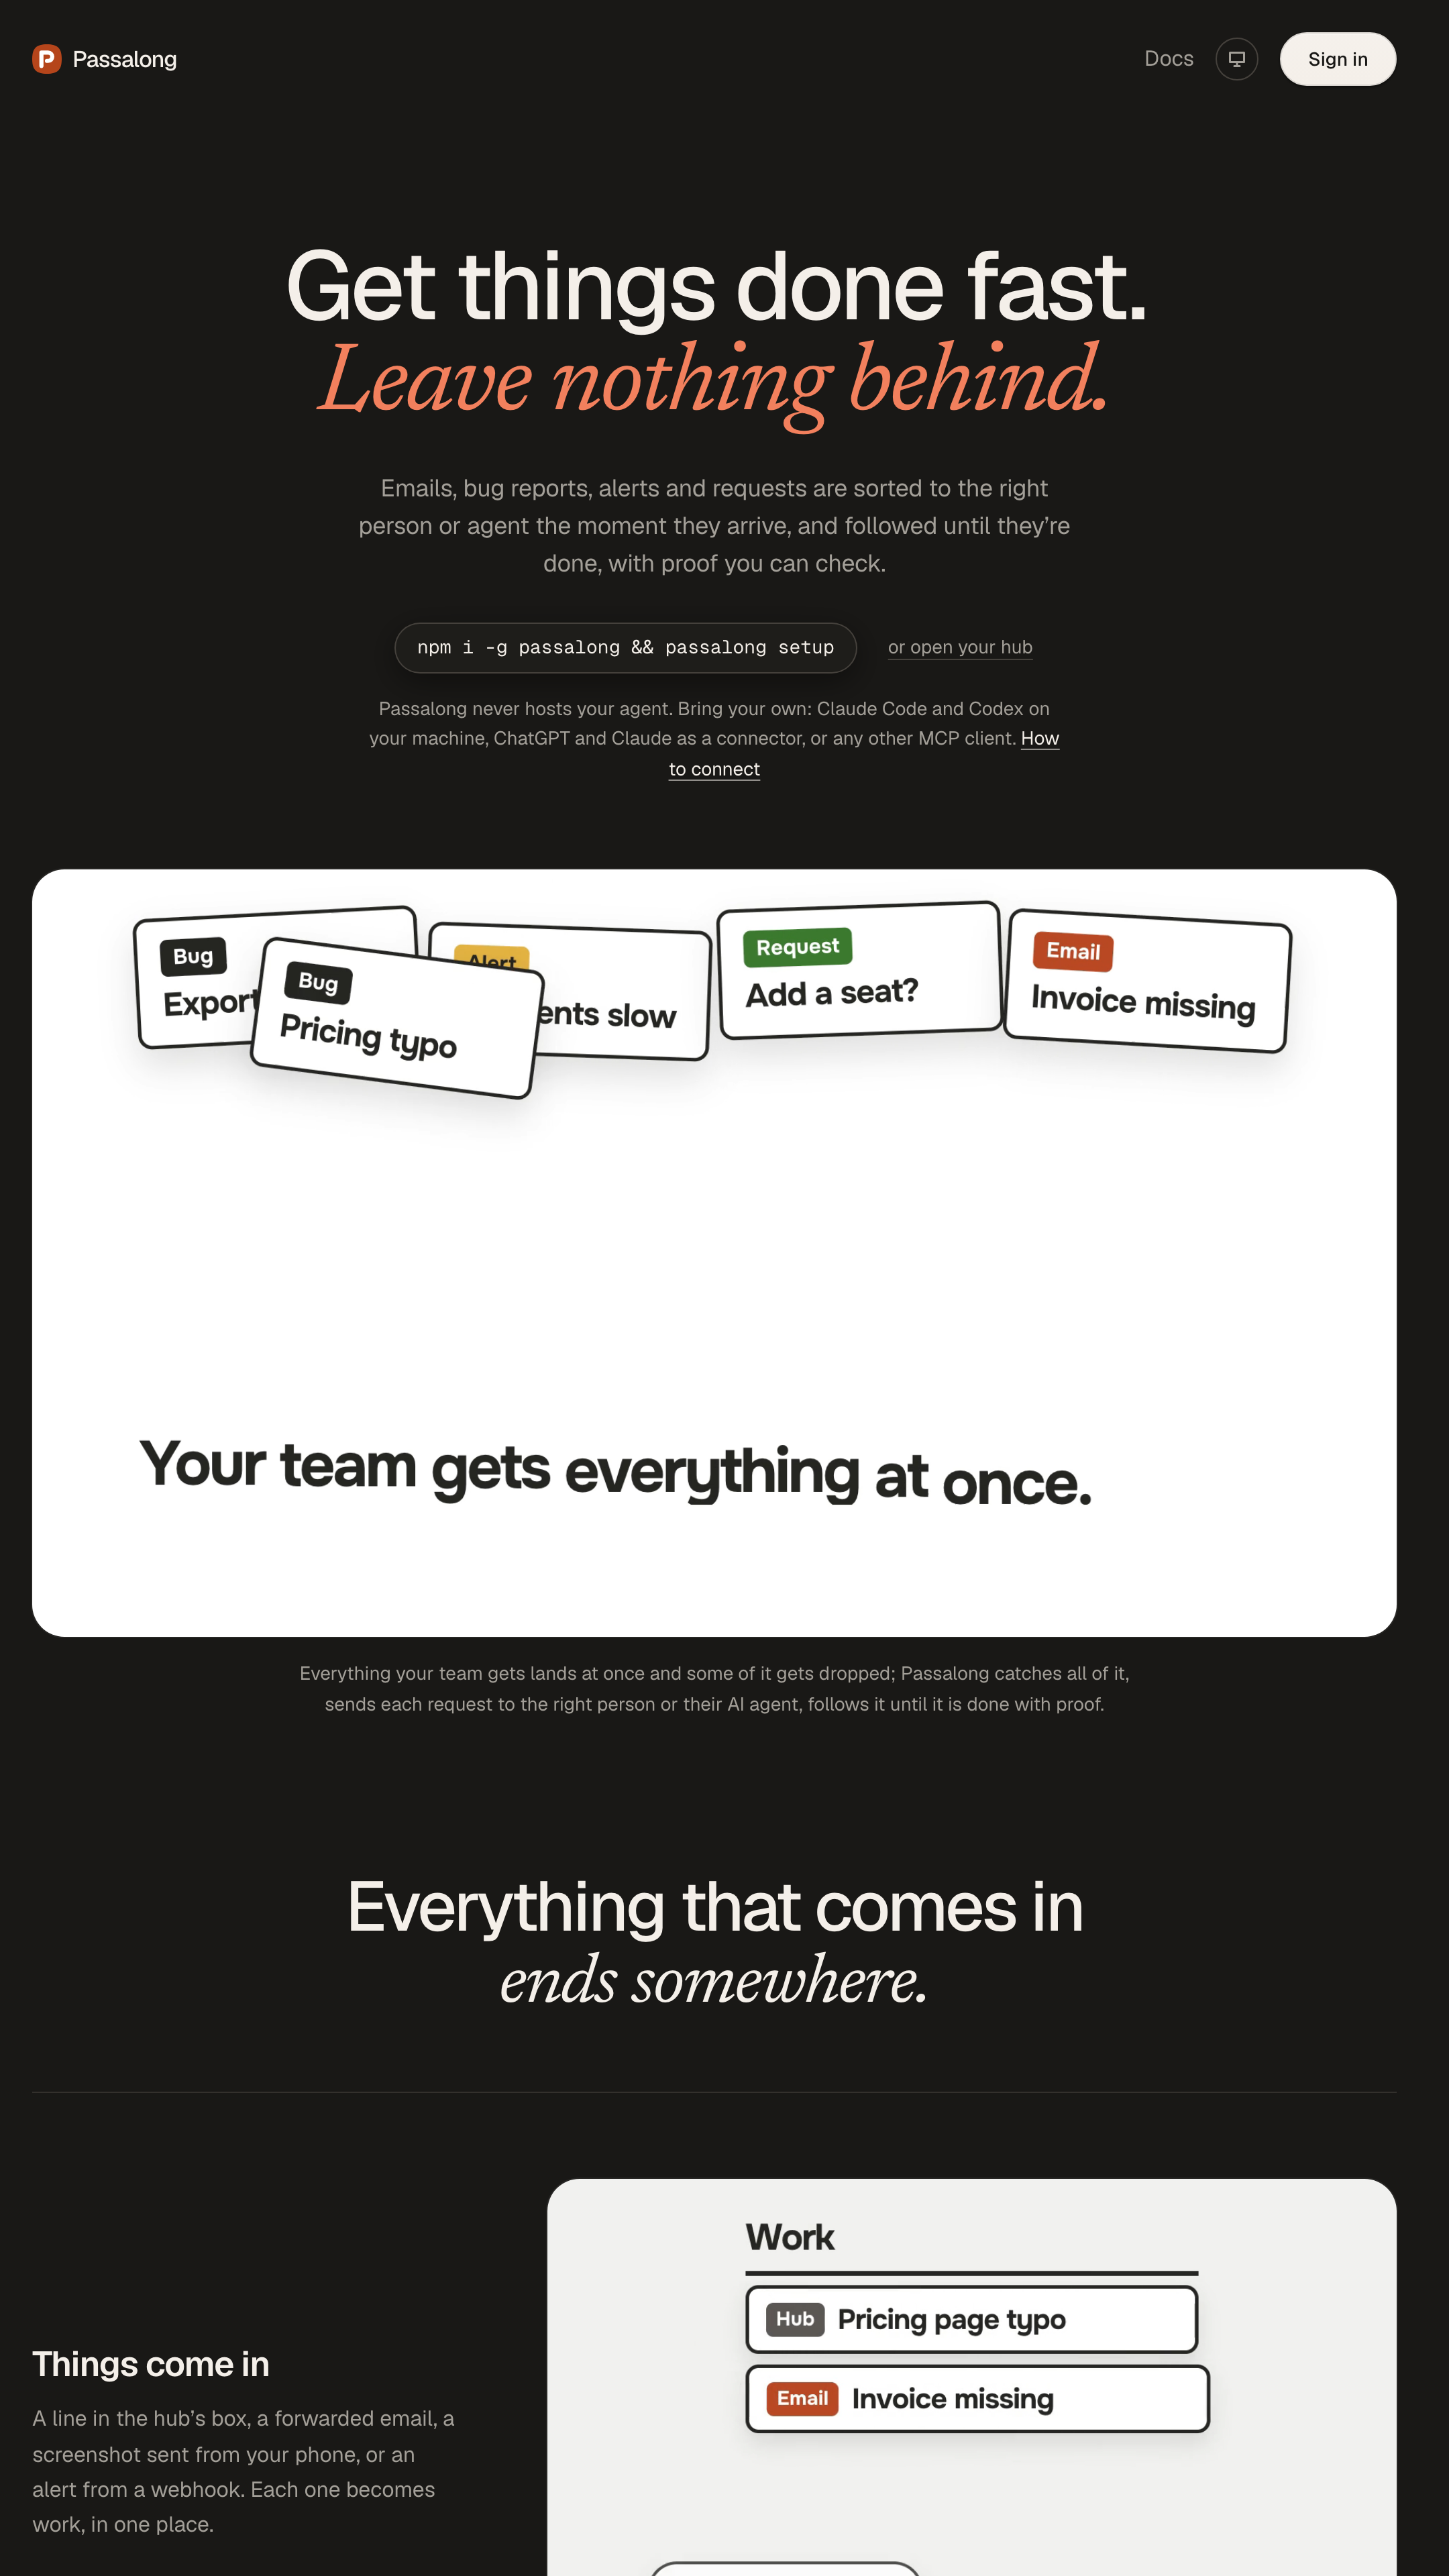 Passalong
Docs
Sign in
Get things done fast.
Leave nothing behind.
Emails, bug reports, alerts and requests are sorted to the right
person or agent the moment they arrive, and followed until they’re
done, with proof you can check.
npm i -g passalong && passalong setup
or open your hub
Passalong never hosts your agent. Bring your own: Claude Code and Codex on
your machine, ChatGPT and Claude as a connector, or any other MCP client. How
to connect
Bug
Export
Bug
Pricing typo
Alert
ents slow
Request
Add a seat?
Email
Invoice missing
Your team gets everything at once.
Everything your team gets lands at once and some of it gets dropped; Passalong catches all of it,
sends each request to the right person or their AI agent, follows it until it is done with proof.
Everything that comes in
ends somewhere.
Things come in
A line in the hub’s box, a forwarded email, a
screenshot sent from your phone, or an
alert from a webhook. Each one becomes
work, in one place.
Work
Hub
Pricing page typo
Email
Invoice missing